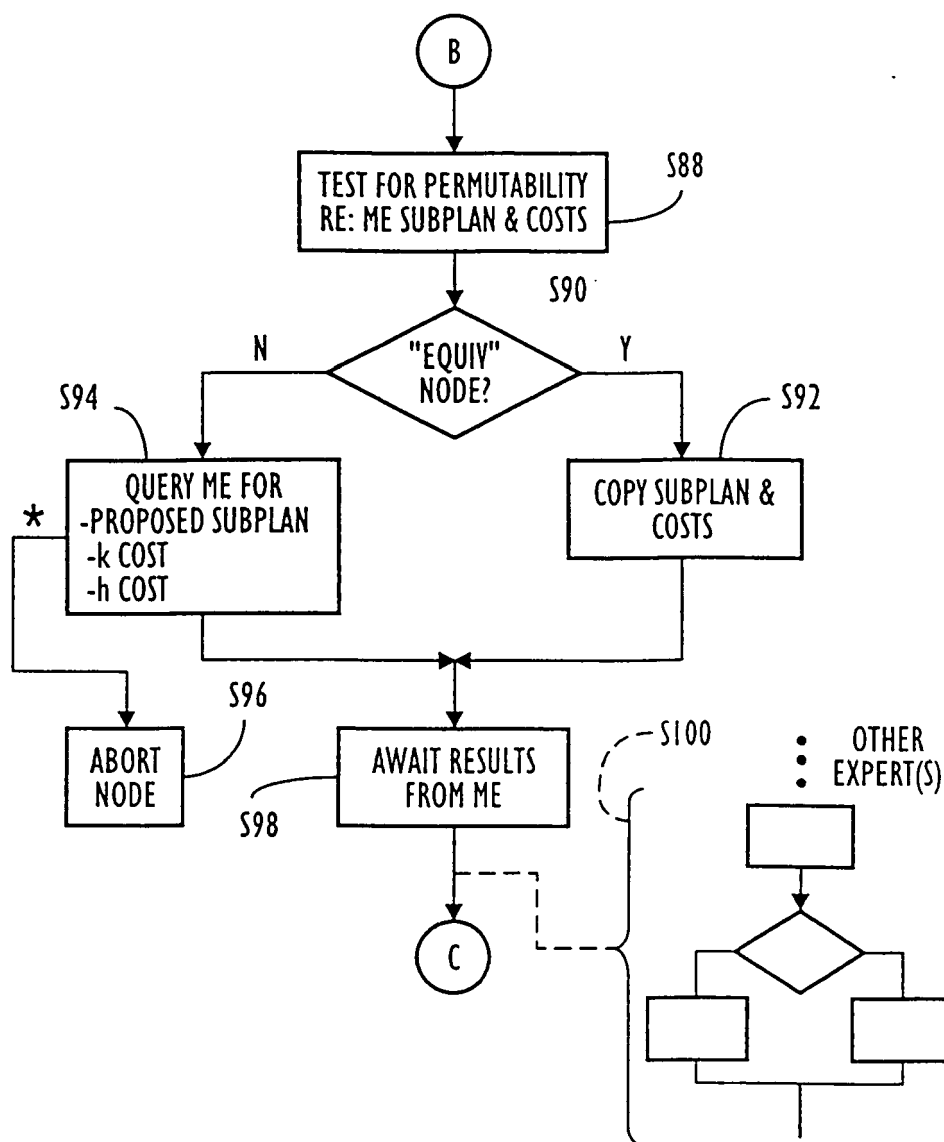 B
TEST FOR PERMUTABILITY
RE: ME SUBPLAN & COSTS
S88
S90
"EQUIV"
NODE?
N
Y
S94
S92
QUERY ME FOR
-PROPOSED SUBPLAN
-k COST
-h COST
*
COPY SUBPLAN &
COSTS
S96
ABORT
NODE
AWAIT RESULTS
FROM ME
S98
S100
OTHER
EXPERT(S)
C